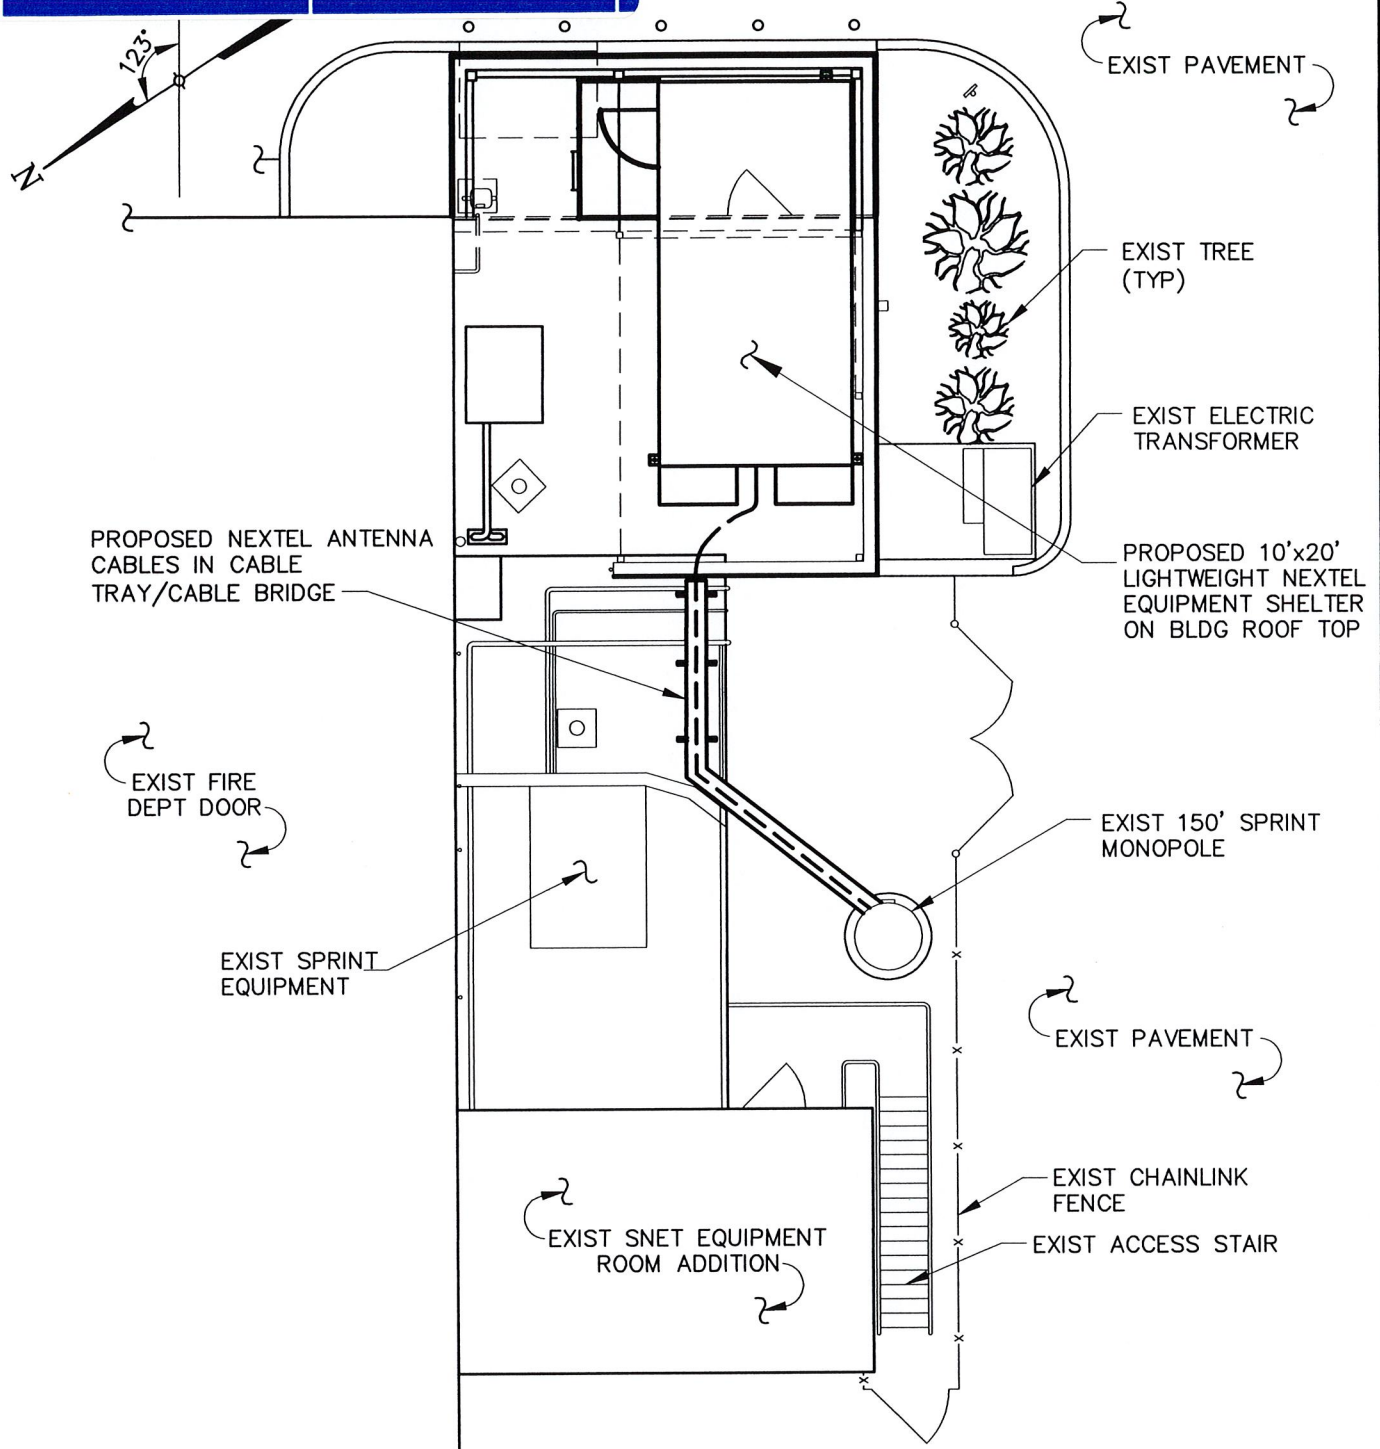 123°
N
EXIST PAVEMENT
EXIST TREE
(TYP)
EXIST ELECTRIC
TRANSFORMER
PROPOSED NEXTEL ANTENNA
CABLES IN CABLE
TRAY/CABLE BRIDGE
PROPOSED 10'x20'
LIGHTWEIGHT NEXTEL
EQUIPMENT SHELTER
ON BLDG ROOF TOP
EXIST FIRE
DEPT DOOR
EXIST 150' SPRINT
MONOPOLE
EXIST SPRINT
EQUIPMENT
EXIST PAVEMENT
EXIST CHAINLINK
FENCE
EXIST SNET EQUIPMENT
ROOM ADDITION
EXIST ACCESS STAIR